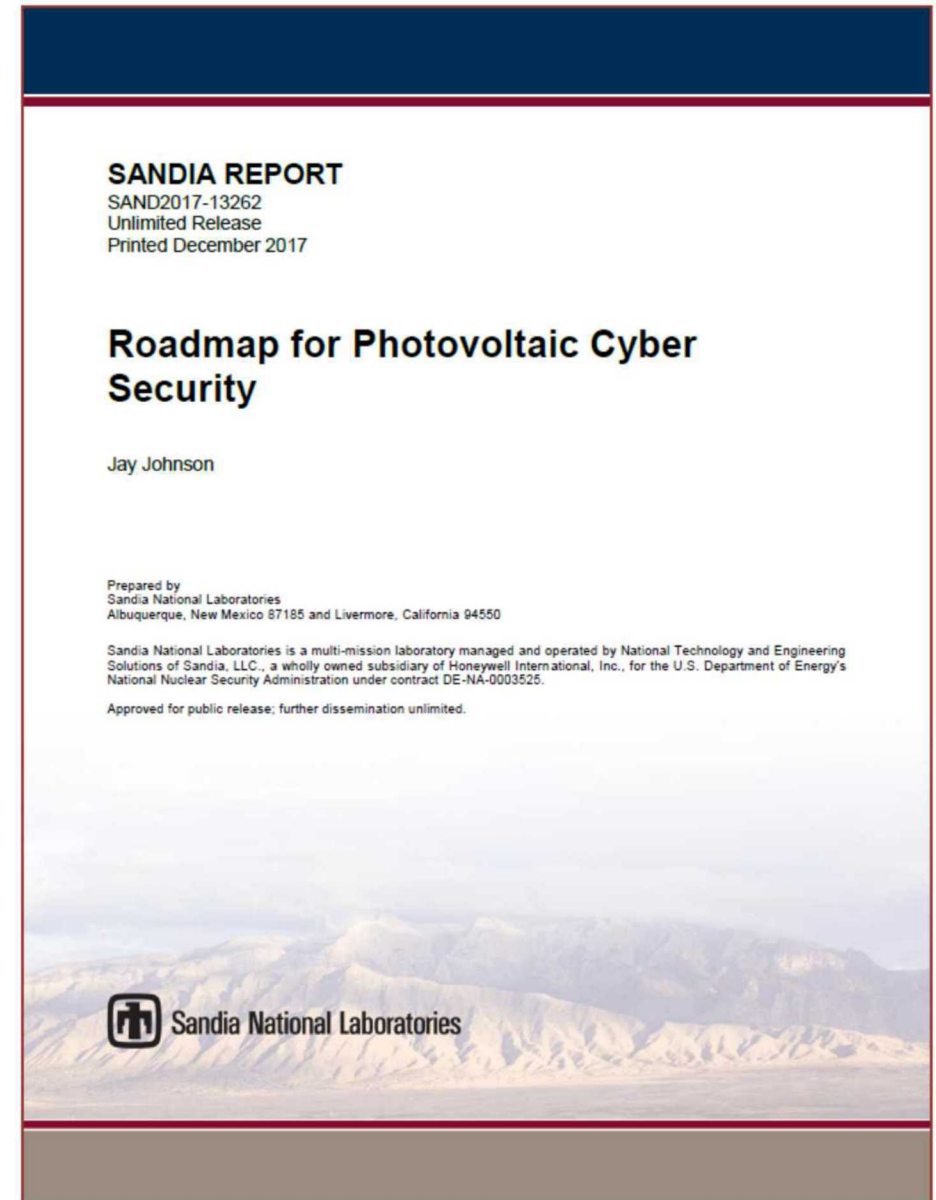 SANDIA REPORT
SAND2017-13262
Unlimited Release
Printed December 2017
Roadmap for Photovoltaic Cyber
Security
Jay Johnson
Prepared by
Sandia National Laboratories
Albuquerque, New Mexico 87185 and Livermore, California 94550
Sandia National Laboratories is a multi-mission laboratory managed and operated by National Technology and Engineering
Solutions of Sandia, LLC., a wholly owned subsidiary of Honeywell International, Inc., for the U.S. Department of Energy's
National Nuclear Security Administration under contract DE-NA-0003525.
Approved for public release; further dissemination unlimited.
Sandia National Laboratories